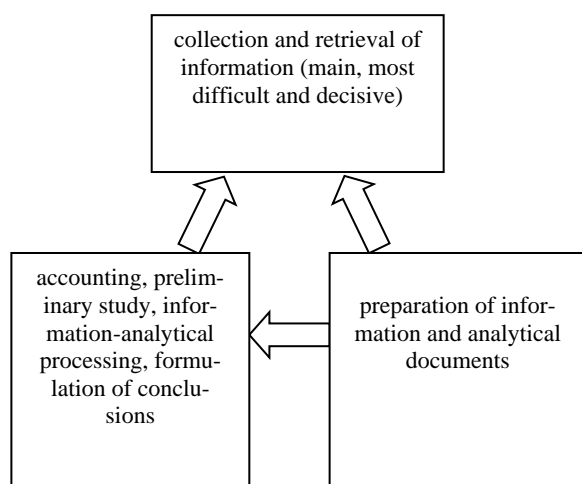 collection and retrieval of
information (main, most
difficult and decisive)
accounting, prelim-
inary study, infor-
mation-analytical
processing, formu-
lation of conclu-
sions
preparation of infor-
mation and analytical
documents